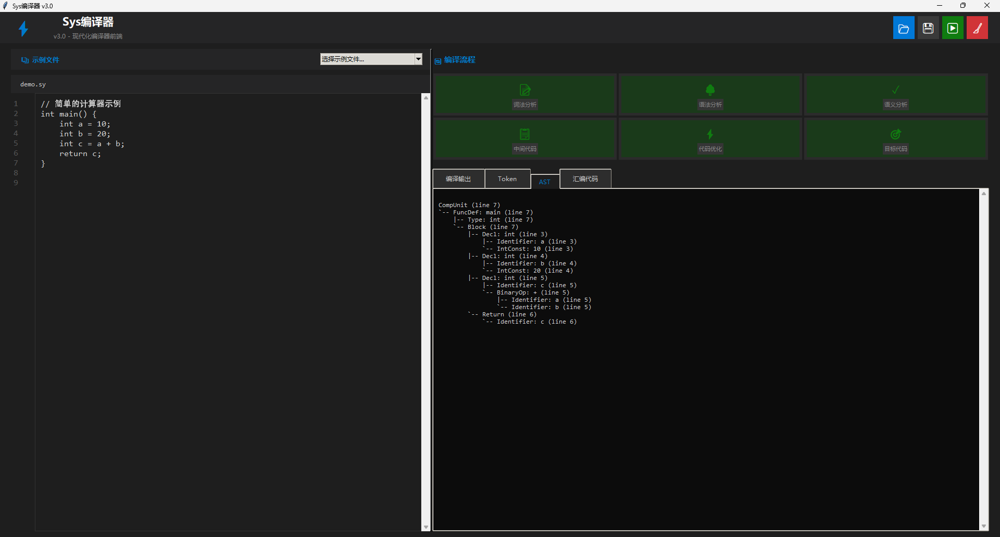 Sys编译器 v3.0
Sys编译器
v3.0 - 现代化编译器前端
示例文件
选择示例文件...
demo.sy
1
2
3
4
5
6
7
8
9
// 简单的计算器示例
int main() {
    int a = 10;
    int b = 20;
    int c = a + b;
    return c;
}
编译流程
词法分析
语法分析
语义分析
中间代码
代码优化
目标代码
编译输出
Token
AST
汇编代码
CompUnit (line 7)
`-- FuncDef: main (line 7)
    |-- Type: int (line 7)
    `-- Block (line 7)
        |-- Decl: int (line 3)
            |-- Identifier: a (line 3)
            `-- IntConst: 10 (line 3)
        |-- Decl: int (line 4)
            |-- Identifier: b (line 4)
            `-- IntConst: 20 (line 4)
        |-- Decl: int (line 5)
            |-- Identifier: c (line 5)
            `-- BinaryOp: + (line 5)
                |-- Identifier: a (line 5)
                `-- Identifier: b (line 5)
        `-- Return (line 6)
            `-- Identifier: c (line 6)